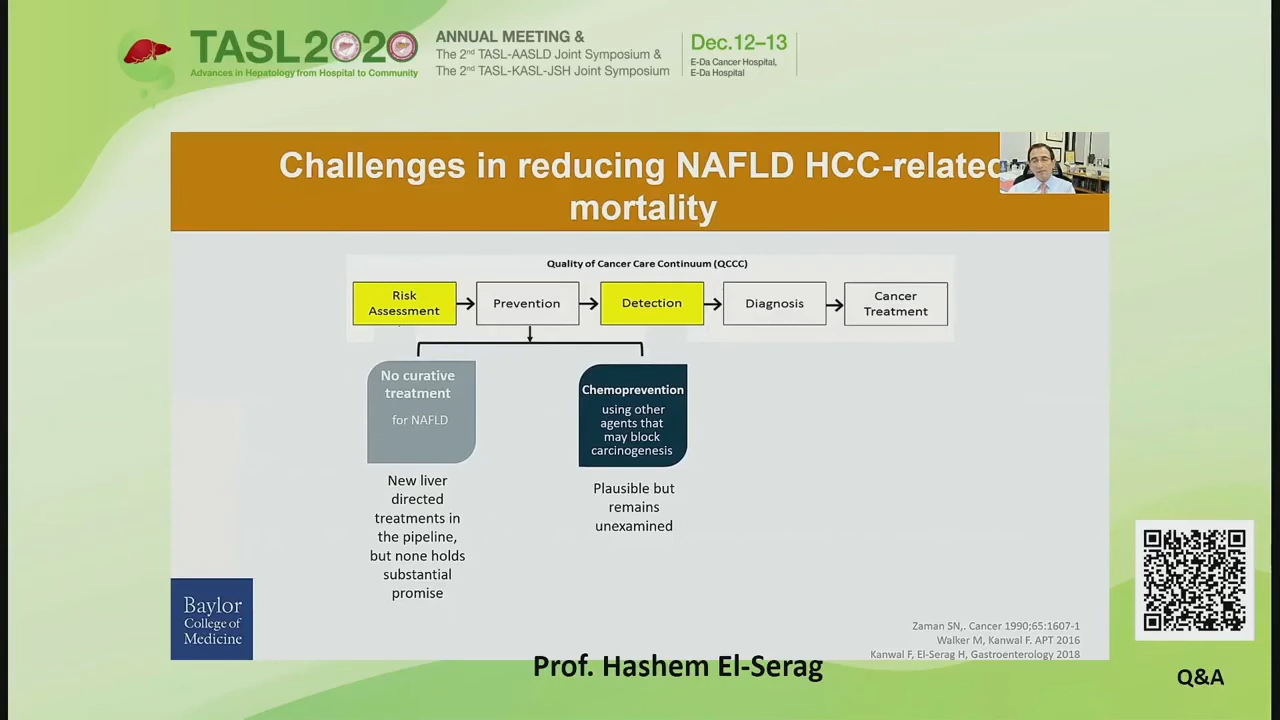 TASL2020
Advances in Hepatology from Hospital to Community
ANNUAL MEETING &
The 2nd TASL-AASLD Joint Symposium &
The 2nd TASL-KASL-JSH Joint Symposium
Dec.12–13
E-Da Cancer Hospital,
E-Da Hospital
Challenges in reducing NAFLD HCC-related
mortality
Quality of Cancer Care Continuum (QCCC)
Risk
Assessment
Prevention
Detection
Diagnosis
Cancer
Treatment
No curative
treatment
for NAFLD
Chemoprevention
using other
agents that
may block
carcinogenesis
New liver
directed
treatments in
the pipeline,
but none holds
substantial
promise
Plausible but
remains
unexamined
Baylor
College of
Medicine
Zaman SN,. Cancer 1990;65:1607-1
Walker M, Kanwal F. APT 2016
Kanwal F, El-Serag H, Gastroenterology 2018
Prof. Hashem El-Serag
Q&A